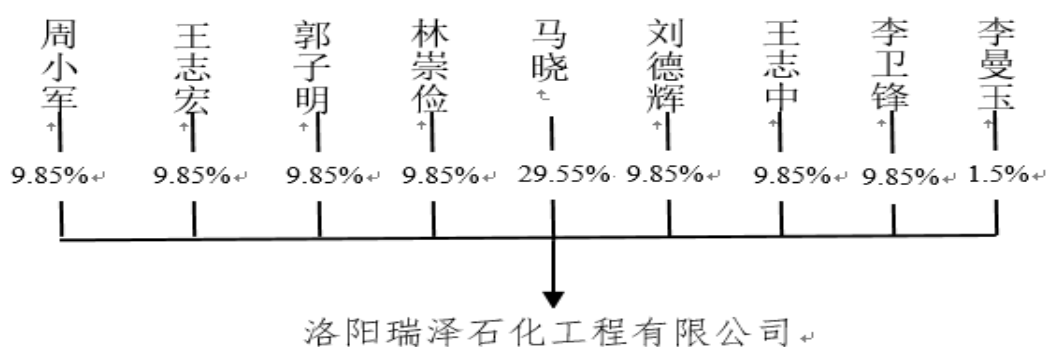 周小军 王志宏 郭子明 林崇俭 马晓 刘德辉 王志中 李卫锋 李曼玉
9.85% 9.85% 9.85% 9.85% 29.55% 9.85% 9.85% 9.85% 1.5%
洛阳瑞泽石化工程有限公司